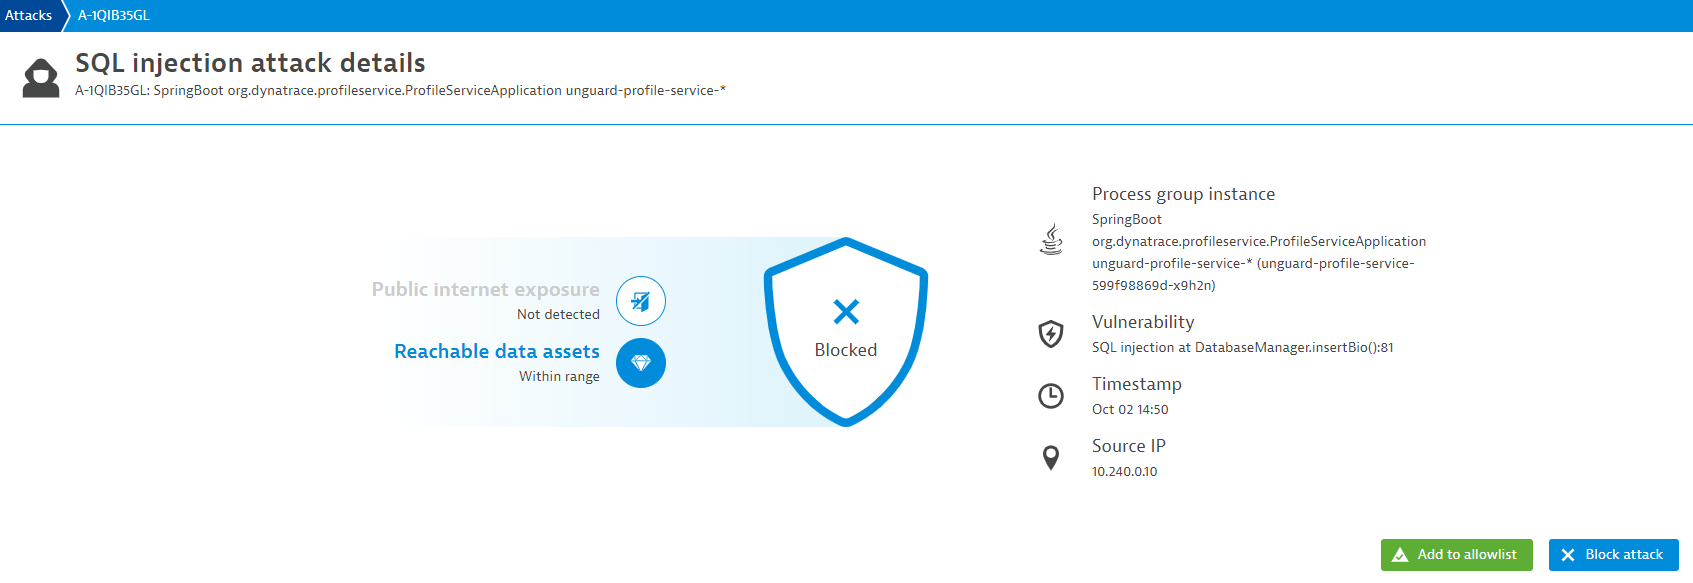 Attacks
A-1QIB35GL
SQL injection attack details
A-1QIB35GL: SpringBoot org.dynatrace.profileservice.ProfileServiceApplication unguard-profile-service-*
Public internet exposure
Not detected
Reachable data assets
Within range
Blocked
Process group instance
SpringBoot
org.dynatrace.profileservice.ProfileServiceApplication
unguard-profile-service-* (unguard-profile-service-
599f98869d-x9h2n)
Vulnerability
SQL injection at DatabaseManager.insertBio():81
Timestamp
Oct 02 14:50
Source IP
10.240.0.10
Add to allowlist
Block attack